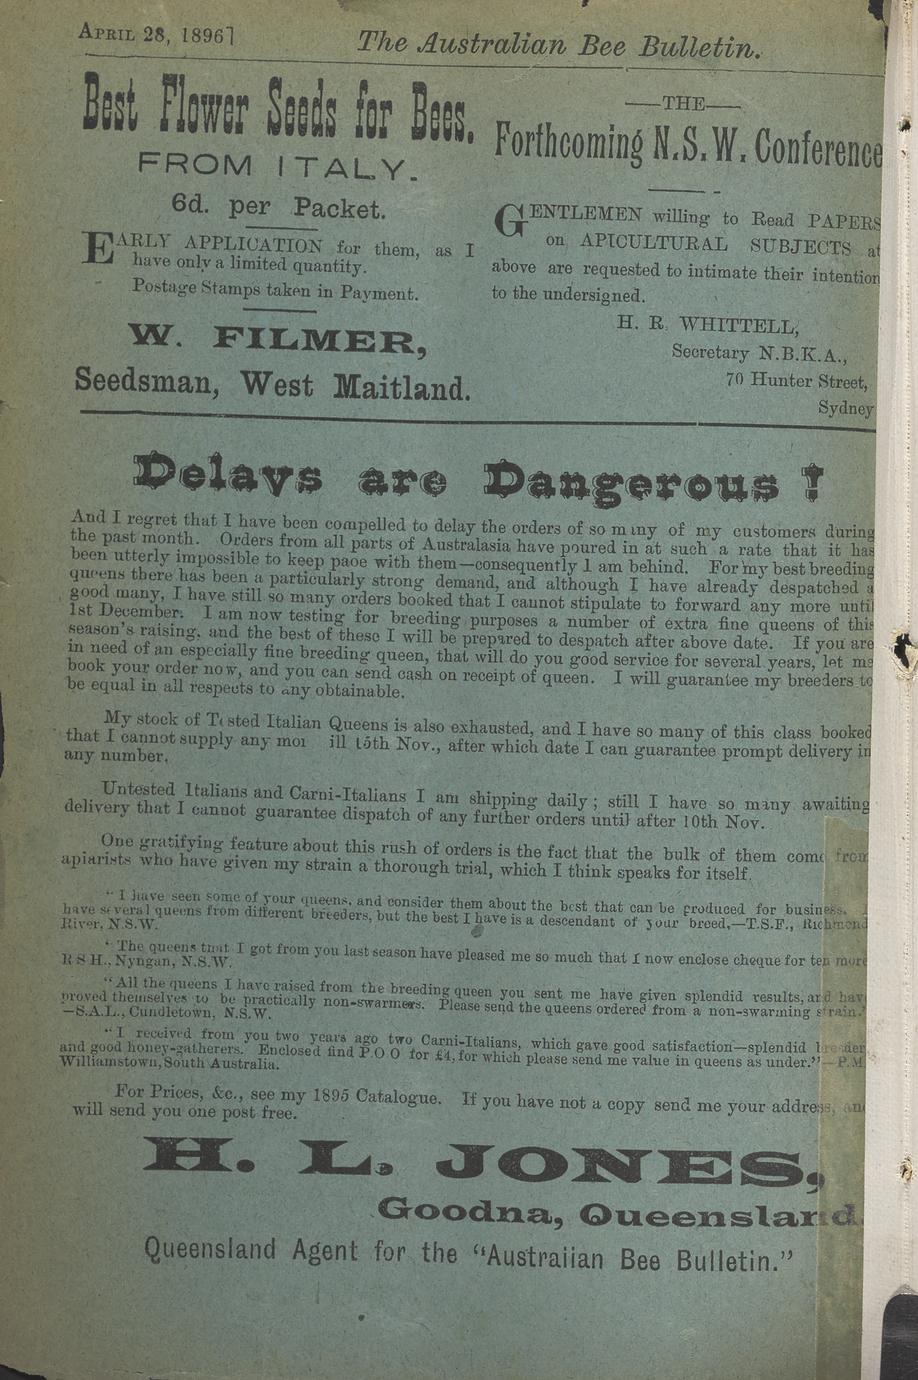 APRIL 28, 1896]
The Australian Bee Bulletin.
Best Flower Seeds for Bees.
FROM ITALY.
6d. per Packet.
EARLY APPLICATION for them, as I
have only a limited quantity.
Postage Stamps taken in Payment.
W. FILMER,
Seedsman, West Maitland.
—THE—
Forthcoming N.S.W. Conference
GENTLEMEN willing to Read PAPERS
on APICULTURAL SUBJECTS at
above are requested to intimate their intention
to the undersigned.
H. R. WHITTELL,
Secretary N.B.K.A.,
70 Hunter Street,
Sydney
Delays are Dangerous!
And I regret that I have been compelled to delay the orders of so many of my customers during
the past month. Orders from all parts of Australasia have poured in at such a rate that it has
been utterly impossible to keep pace with them—consequently I am behind. For my best breeding
queens there has been a particularly strong demand, and although I have already despatched a
good many, I have still so many orders booked that I cannot stipulate to forward any more until
1st December. I am now testing for breeding purposes a number of extra fine queens of this
season's raising, and the best of these I will be prepared to despatch after above date. If you are
in need of an especially fine breeding queen, that will do you good service for several years, let me
book your order now, and you can send cash on receipt of queen. I will guarantee my breeders to
be equal in all respects to any obtainable.
My stock of Tested Italian Queens is also exhausted, and I have so many of this class booked
that I cannot supply any mor ill 15th Nov., after which date I can guarantee prompt delivery in
any number.
Untested Italians and Carni-Italians I am shipping daily; still I have so many awaiting
delivery that I cannot guarantee dispatch of any further orders until after 10th Nov.
One gratifying feature about this rush of orders is the fact that the bulk of them come from
apiarists who have given my strain a thorough trial, which I think speaks for itself.
"I have seen some of your queens, and consider them about the best that can be produced for business. I
have several queens from different breeders, but the best I have is a descendant of your breed,—T.S.F., Richmond
River, N.S.W.
"The queens that I got from you last season have pleased me so much that I now enclose cheque for ten more
R S H., Nyngan, N.S.W.
"All the queens I have raised from the breeding queen you sent me have given splendid results, and have
proved themselves to be practically non-swarmers. Please send the queens ordered from a non-swarming strain."
—S.A.L., Cundletown, N.S.W.
"I received from you two years ago two Carni-Italians, which gave good satisfaction—splendid breeder
and good honey-gatherers. Enclosed find P.O O for £4, for which please send me value in queens as under."—P.M.
Williamstown, South Australia.
For Prices, &c., see my 1895 Catalogue. If you have not a copy send me your address, and
will send you one post free.
H. L. JONES,
Goodna, Queensland.
Queensland Agent for the "Australian Bee Bulletin."